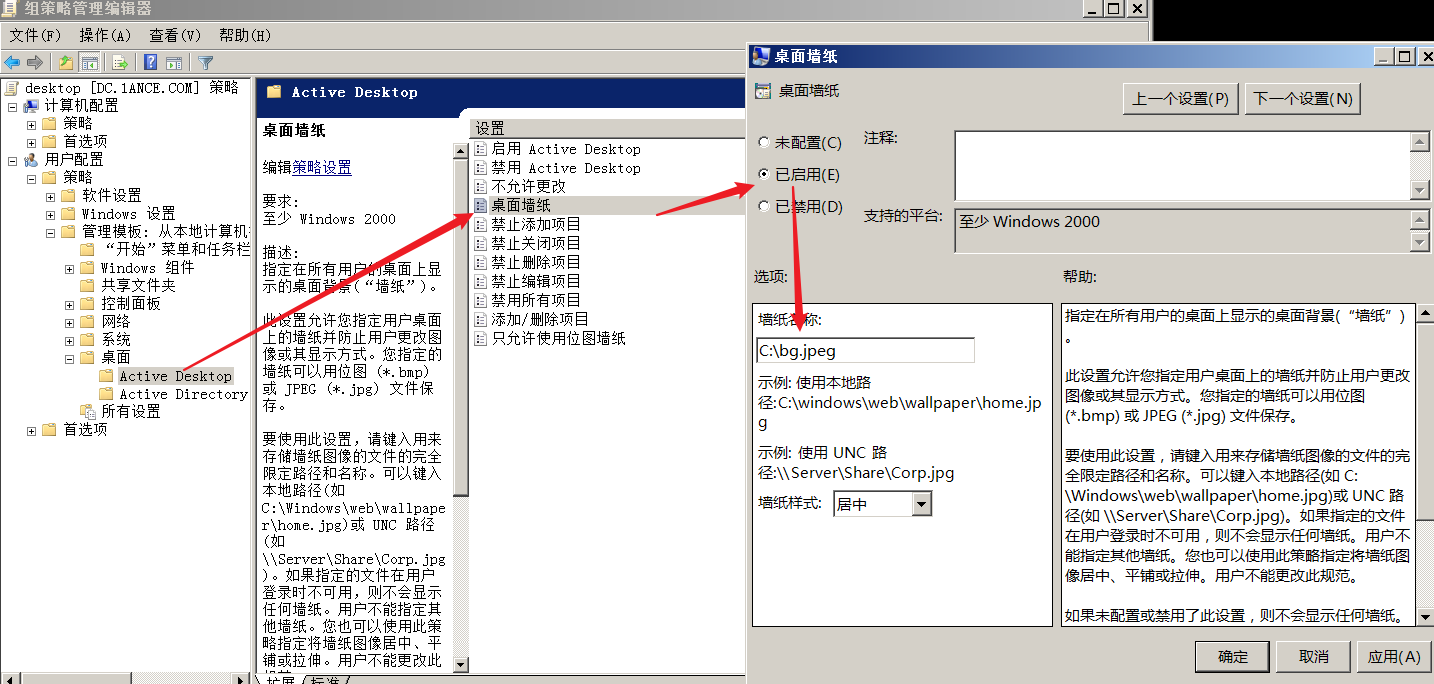 组策略管理编辑器
文件(F) 操作(A) 查看(V) 帮助(H)
desktop [DC.1ANCE.COM] 策略
计算机配置
策略
首选项
用户配置
策略
软件设置
Windows 设置
管理模板: 从本地计算机
“开始”菜单和任务栏
Windows 组件
共享文件夹
控制面板
网络
系统
桌面
Active Desktop
Active Directory
所有设置
首选项
Active Desktop
桌面墙纸
编辑策略设置
要求:
至少 Windows 2000
描述:
指定在所有用户的桌面上显
示的桌面背景(“墙纸”)。
此设置允许您指定用户桌面
上的墙纸并防止用户更改图
像或其显示方式。您指定的
墙纸可以用位图 (*.bmp)
或 JPEG (*.jpg) 文件保
存。
要使用此设置，请键入用来
存储墙纸图像的文件的完全
限定路径和名称。可以键入
本地路径(如
C:\Windows\web\wallpape
r\home.jpg)或 UNC 路径
(如
\\Server\Share\Corp.jpg
)。如果指定的文件在用户
登录时不可用，则不会显示
任何墙纸。用户不能指定其
他墙纸。您也可以使用此策
略指定将墙纸图像居中、平
铺或拉伸。用户不能更改此
设置
启用 Active Desktop
禁用 Active Desktop
不允许更改
桌面墙纸
禁止添加项目
禁止关闭项目
禁止删除项目
禁止编辑项目
禁用所有项目
添加/删除项目
只允许使用位图墙纸
扩展 标准
桌面墙纸
桌面墙纸
上一个设置(P) 下一个设置(N)
未配置(C)
已启用(E)
已禁用(D)
注释:
支持的平台:
至少 Windows 2000
选项:
帮助:
墙纸名称:
C:\bg.jpeg
示例: 使用本地路
径:C:\windows\web\wallpaper\home.jp
g
示例: 使用 UNC 路
径:\\Server\Share\Corp.jpg
墙纸样式: 居中
指定在所有用户的桌面上显示的桌面背景(“墙纸”)
。
此设置允许您指定用户桌面上的墙纸并防止用户更改
图像或其显示方式。您指定的墙纸可以用位图
(*.bmp) 或 JPEG (*.jpg) 文件保存。
要使用此设置，请键入用来存储墙纸图像的文件的完
全限定路径和名称。可以键入本地路径(如 C:
\Windows\web\wallpaper\home.jpg)或 UNC 路
径(如 \\Server\Share\Corp.jpg)。如果指定的文件
在用户登录时不可用，则不会显示任何墙纸。用户不
能指定其他墙纸。您也可以使用此策略指定将墙纸图
像居中、平铺或拉伸。用户不能更改此规范。
如果未配置或禁用了此设置，则不会显示任何墙纸。
确定 取消 应用(A)